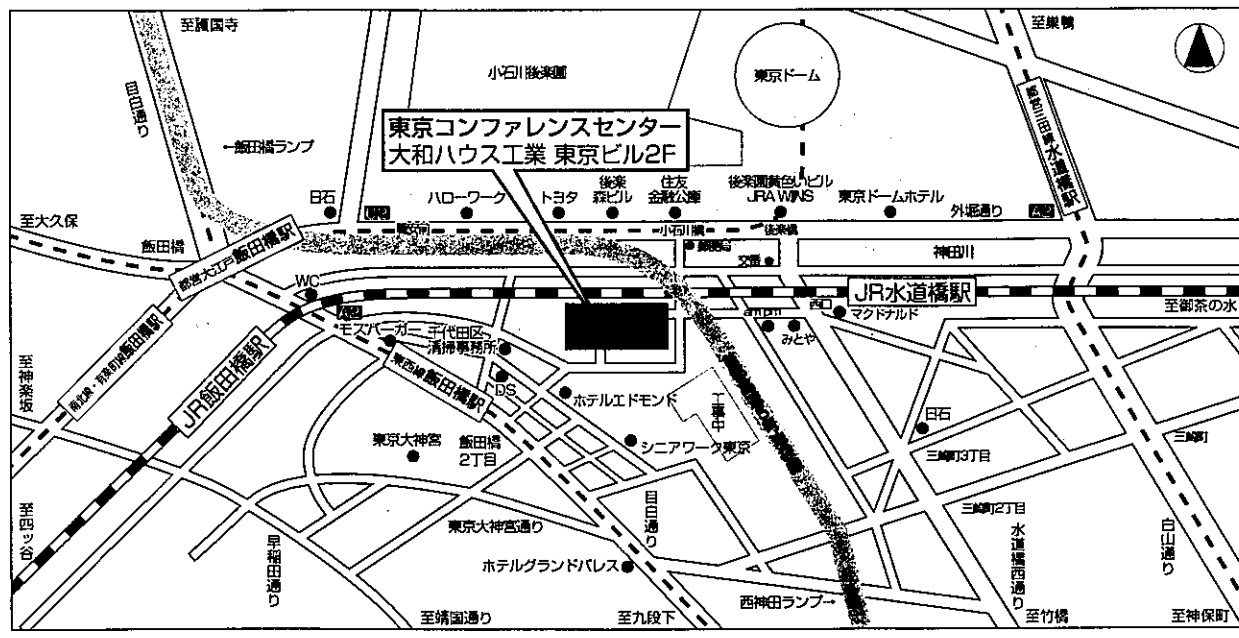 至護国寺
至巣鴨
目白通り
小石川後楽園
東京ドーム
都営三田線水道橋駅
東京コンファレンスセンター
大和ハウス工業 東京ビル2F
←飯田橋ランプ
日石
ハローワーク
トヨタ
後楽
森ビル
住友
金融公庫
後楽園黄色いビル
JRA WINS
東京ドームホテル
外堀通り
A2
至大久保
飯田橋
都営大江戸飯田橋駅
小石川橋
後楽橋
交番
神田川
WC
JR水道橋駅
西口
至御茶の水
am pm
みとや
マクドナルド
モスバーガー
千代田区
清掃事務所
東西線飯田橋駅
DS
ホテルエドモンド
工事中
日石
至神楽坂
南北線・有楽町線飯田橋駅
JR飯田橋駅
東京大神宮
飯田橋
2丁目
シニアワーク東京
三崎町3丁目
三崎町
三崎町2丁目
至四ッ谷
早稲田通り
東京大神宮通り
目白通り
ホテルグランドパレス
西神田ランプ→
水道橋西通り
白山通り
至靖国通り
至九段下
至竹橋
至神保町